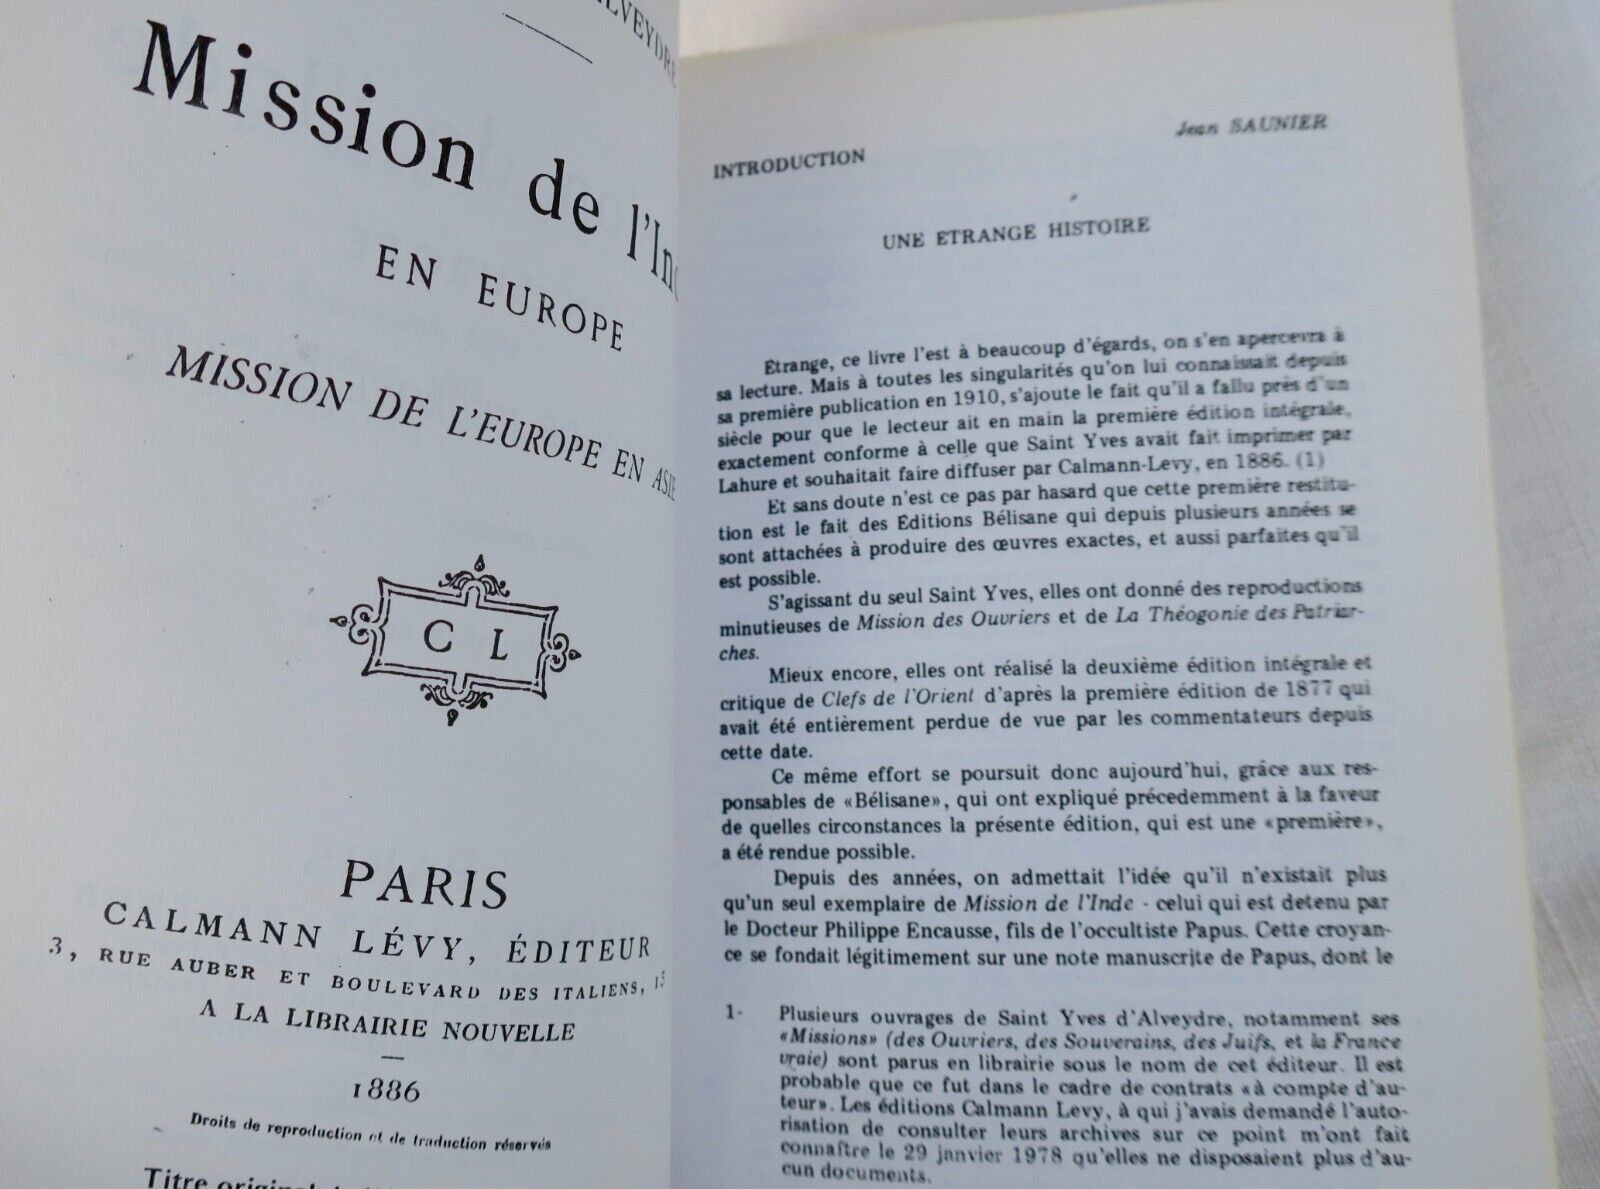 Mission de
EN EUROPE
MISSION DE L'EUROPE EN ASIE
C L
PARIS
CALMANN LÉVY, ÉDITEUR
3, RUE AUBER ET BOULEVARD DES ITALIENS, 15
A LA LIBRAIRIE NOUVELLE
1886
Droits de reproduction et de traduction réservés
Jean SAUNIER
INTRODUCTION
UNE ETRANGE HISTOIRE
Etrange, ce livre l'est à beaucoup d'égards, on s'en apercevra à
sa lecture. Mais à toutes les singularités qu'on lui connaissait depuis
sa première publication en 1910, s'ajoute le fait qu'il a fallu près d'un
siècle pour que le lecteur ait en main la première édition intégrale,
exactement conforme à celle que Saint Yves avait fait imprimer par
Lahure et souhaitait faire diffuser par Calmann-Levy, en 1886. (1)
Et sans doute n'est ce pas par hasard que cette première restitu-
tion est le fait des Éditions Bélisane qui depuis plusieurs années se
sont attachées à produire des œuvres exactes, et aussi parfaites qu'il
est possible.
S'agissant du seul Saint Yves, elles ont donné des reproductions
minutieuses de Mission des Ouvriers et de La Théogonie des Patriar-
ches.
Mieux encore, elles ont réalisé la deuxième édition intégrale et
critique de Clefs de l'Orient d'après la première édition de 1877 qui
avait été entièrement perdue de vue par les commentateurs depuis
cette date.
Ce même effort se poursuit donc aujourd'hui, grâce aux res-
ponsables de «Bélisane», qui ont expliqué précedemment à la faveur
de quelles circonstances la présente édition, qui est une «première»,
a été rendue possible.
Depuis des années, on admettait l'idée qu'il n'existait plus
qu'un seul exemplaire de Mission de l'Inde - celui qui est detenu par
le Docteur Philippe Encausse, fils de l'occultiste Papus. Cette croyan-
ce se fondait légitimement sur une note manuscrite de Papus, dont le
1- Plusieurs ouvrages de Saint Yves d'Alveydre, notamment ses
«Missions» (des Ouvriers, des Souverains, des Juifs, et la France
vraie) sont parus en librairie sous le nom de cet éditeur. Il est
probable que ce fut dans le cadre de contrats «à compte d'au-
teur». Les éditions Calmann Levy, à qui j'avais demandé l'auto-
risation de consulter leurs archives sur ce point m'ont fait
connaître le 29 janvier 1978 qu'elles ne disposaient plus d'au-
cun documents.